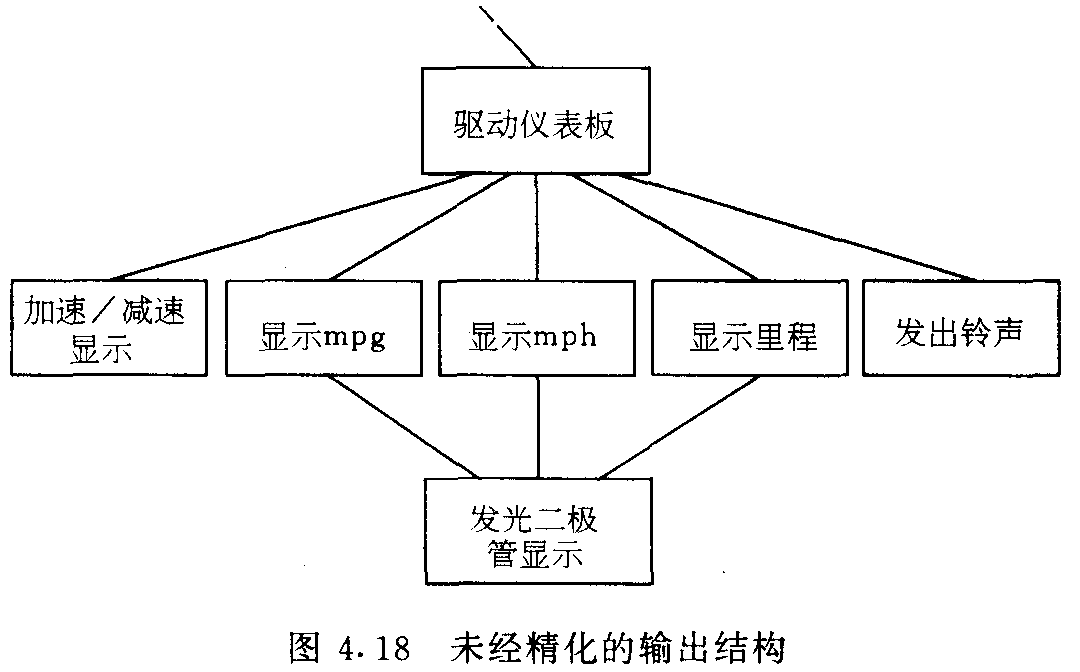 驱动仪表板
加速／减速
显示
显示mpg
显示mph
显示里程
发出铃声
发光二极
管显示
图 4.18 未经精化的输出结构